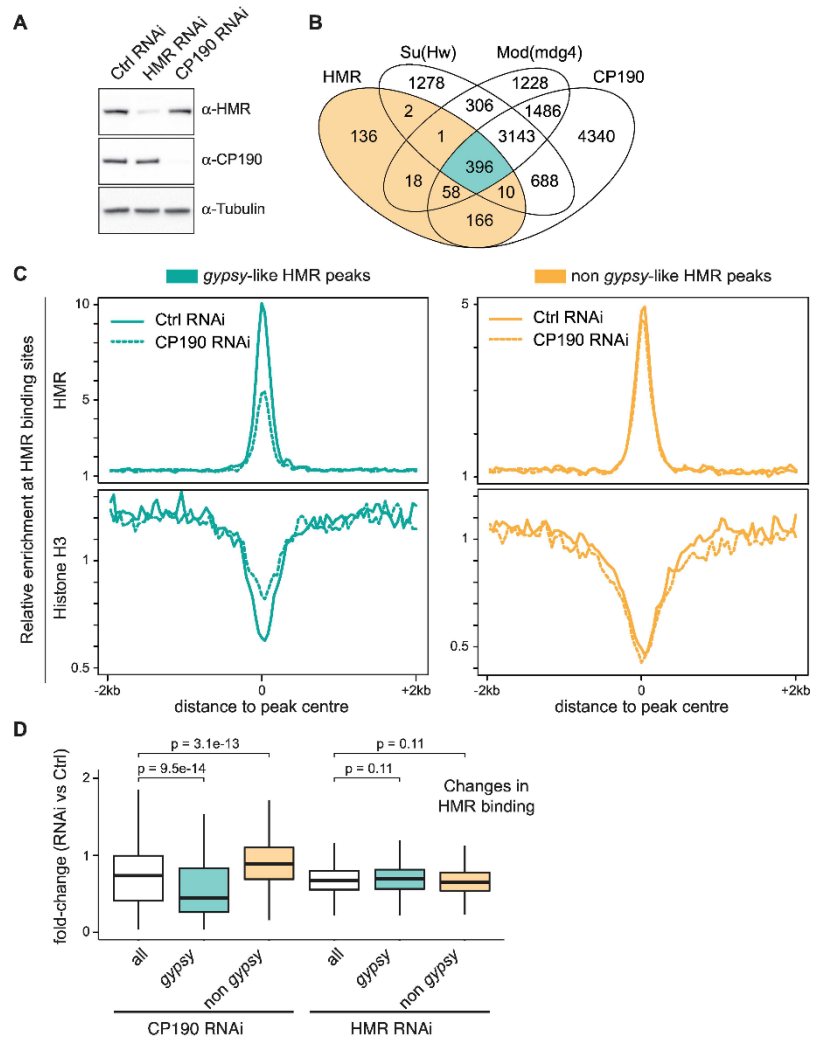 A
Ctrl RNAi
HMR RNAi
CP190 RNAi
α-HMR
α-CP190
α-Tubulin
B
Su(Hw) Mod(mdg4)
HMR CP190
1278 1228
2 306 1486
136 1 3143 4340
396
18 58 10 688
166
C
gypsy-like HMR peaks non gypsy-like HMR peaks
Relative enrichment at HMR binding sites
HMR
10
5
1
Ctrl RNAi
CP190 RNAi
5
1
Ctrl RNAi
CP190 RNAi
Histone H3
1
0.5
1
0.5
-2kb 0 +2kb -2kb 0 +2kb
distance to peak centre distance to peak centre
D
fold-change (RNAi vs Ctrl)
2
1
0
p = 3.1e-13 p = 0.11
p = 9.5e-14 p = 0.11
Changes in
HMR binding
all gypsy non gypsy all gypsy non gypsy
CP190 RNAi HMR RNAi